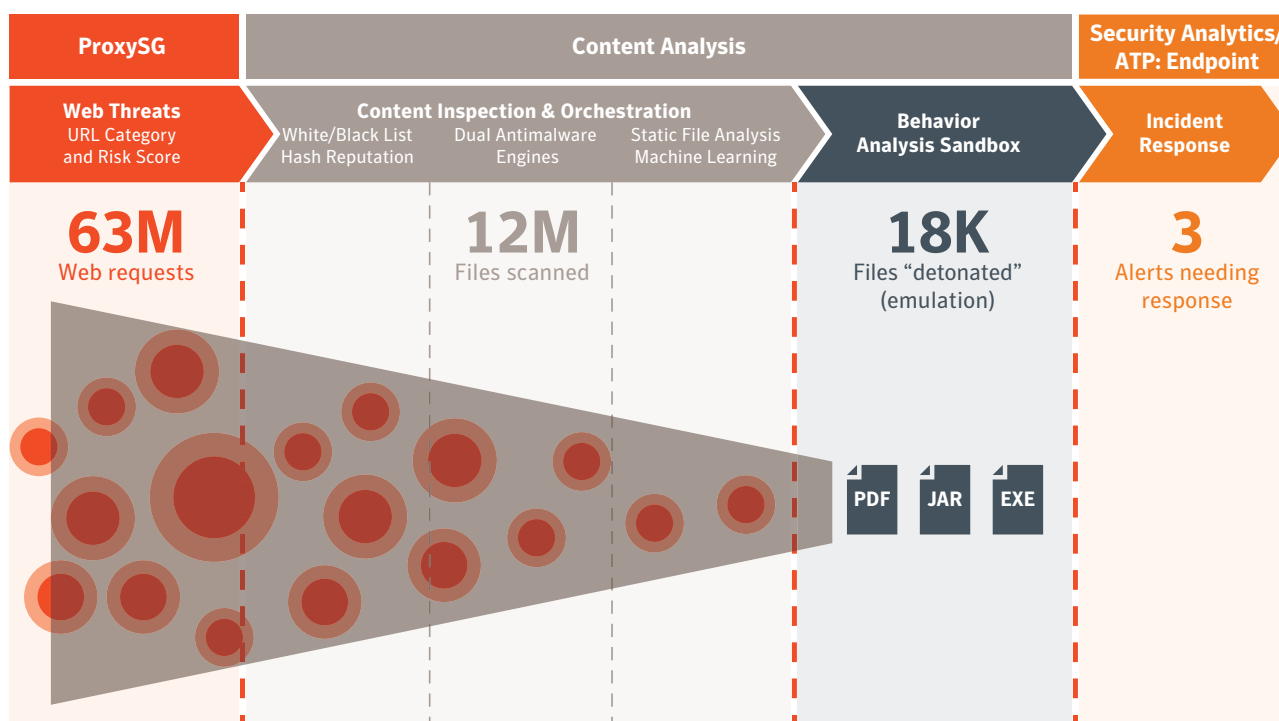 ProxySG
Content Analysis
Security Analytics/
ATP: Endpoint
Web Threats
URL Category
and Risk Score
Content Inspection & Orchestration
White/Black List
Hash Reputation
Dual Antimalware
Engines
Static File Analysis
Machine Learning
Behavior
Analysis Sandbox
Incident
Response
63M
Web requests
12M
Files scanned
18K
Files “detonated”
(emulation)
3
Alerts needing
response
PDF
JAR
EXE